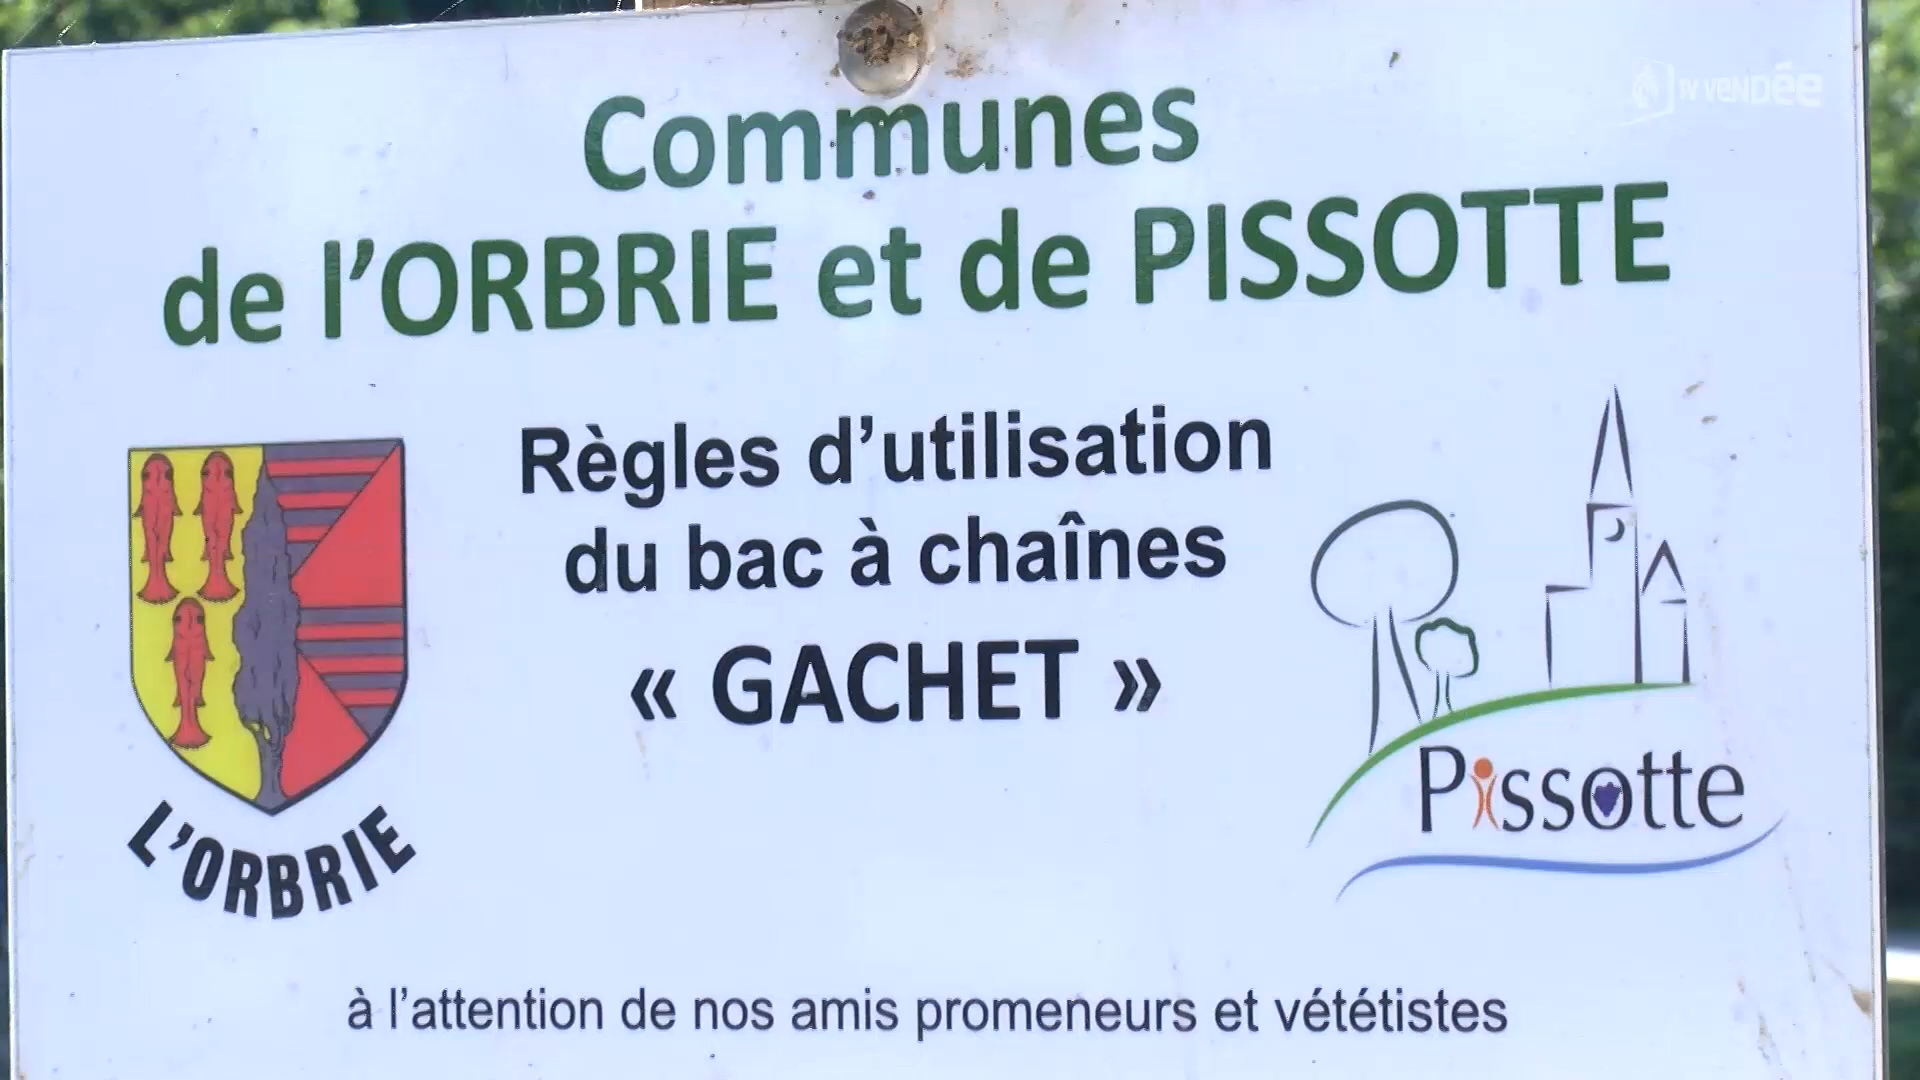 TV VENDÉE
Communes
de l'ORBRIE et de PISSOTTE
Règles d'utilisation
du bac à chaînes
« GACHET »
L'ORBRIE
Pissotte
à l'attention de nos amis promeneurs et vététistes